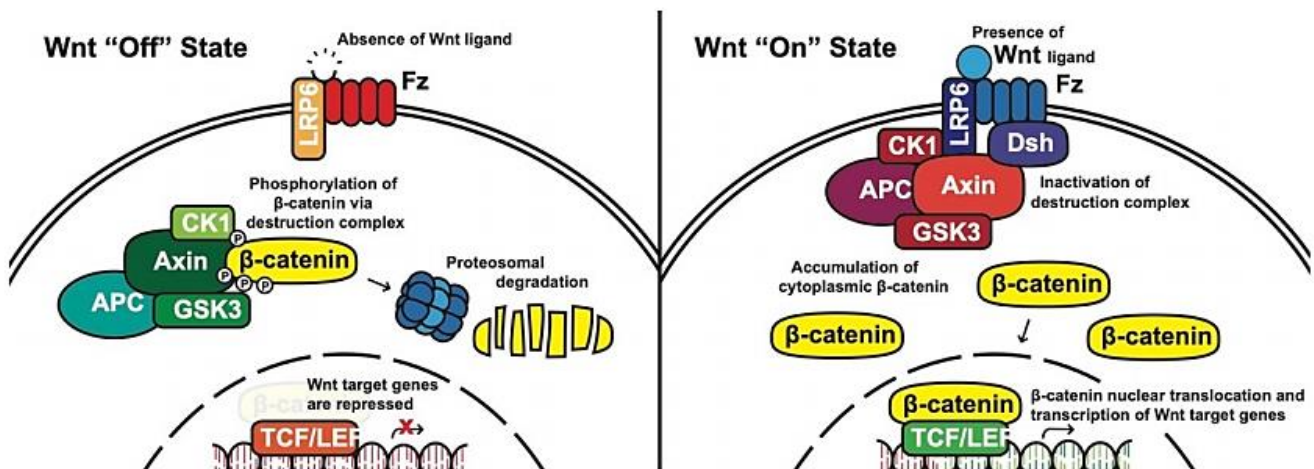 Wnt “Off” State
Absence of Wnt ligand
LRP6
Fz
Phosphorylation of
β-catenin via
destruction complex
CK1
P
Axin
β-catenin
P
P
P
APC
GSK3
Proteosomal
degradation
Wnt target genes
are repressed
β-ca
TCF/LEF
X
Wnt “On” State
Presence of
Wnt ligand
LRP6
Fz
CK1
Dsh
APC
Axin
Inactivation of
destruction complex
GSK3
Accumulation of
cytoplasmic β-catenin
β-catenin
β-catenin
β-catenin
β-catenin
β-catenin nuclear translocation and
transcription of Wnt target genes
TCF/LEF